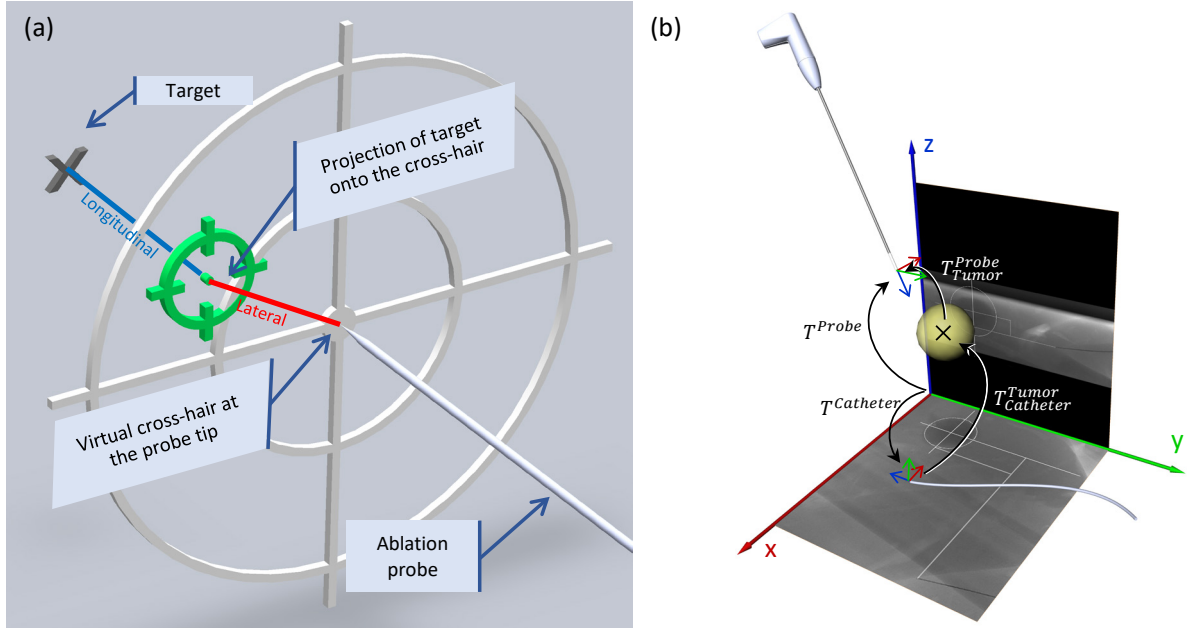 (a)
Target
Projection of target
onto the cross-hair
Longitudinal
Lateral
Virtual cross-hair at
the probe tip
Ablation
probe
(b)
z
T^Probe_Tumor
T^Probe
T^Catheter
T^Tumor_Catheter
y
x